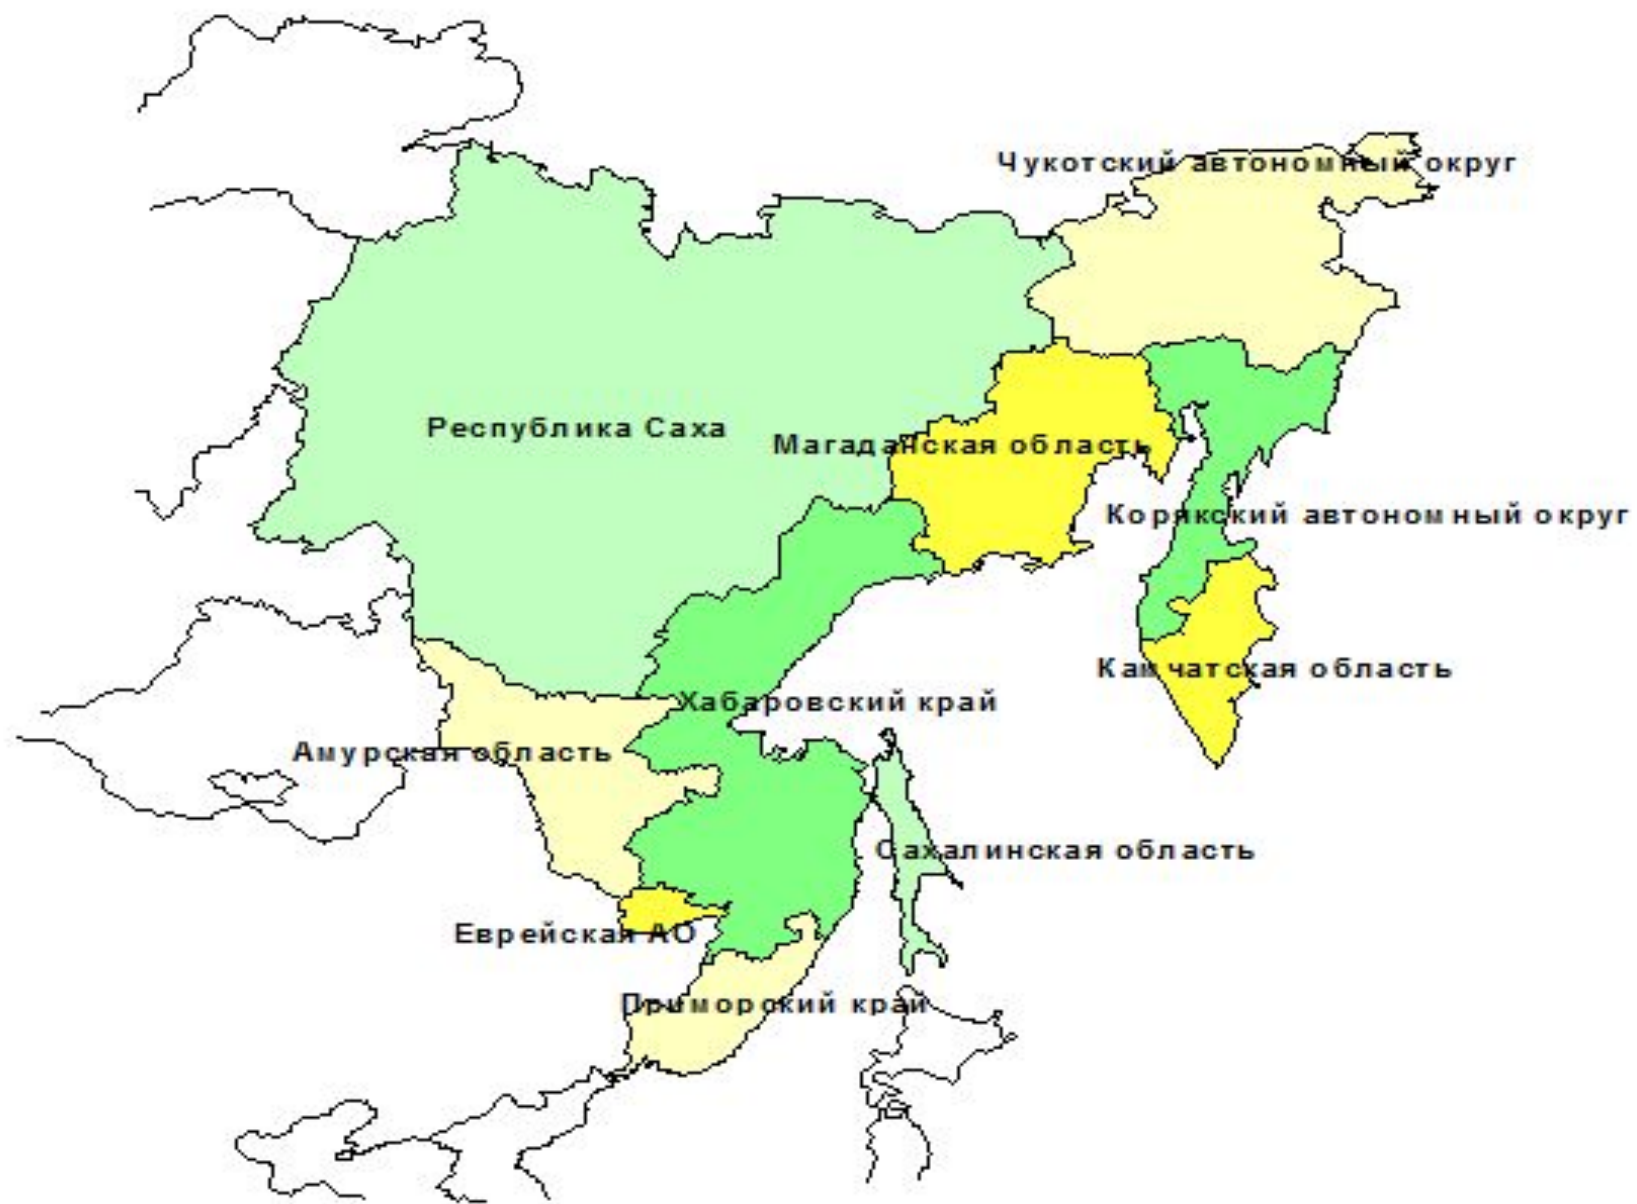 Чукотский автономный округ
Республика Саха
Магаданская область
Корякский автономный округ
Камчатская область
Хабаровский край
Амурская область
Сахалинская область
Еврейская АО
Приморский край